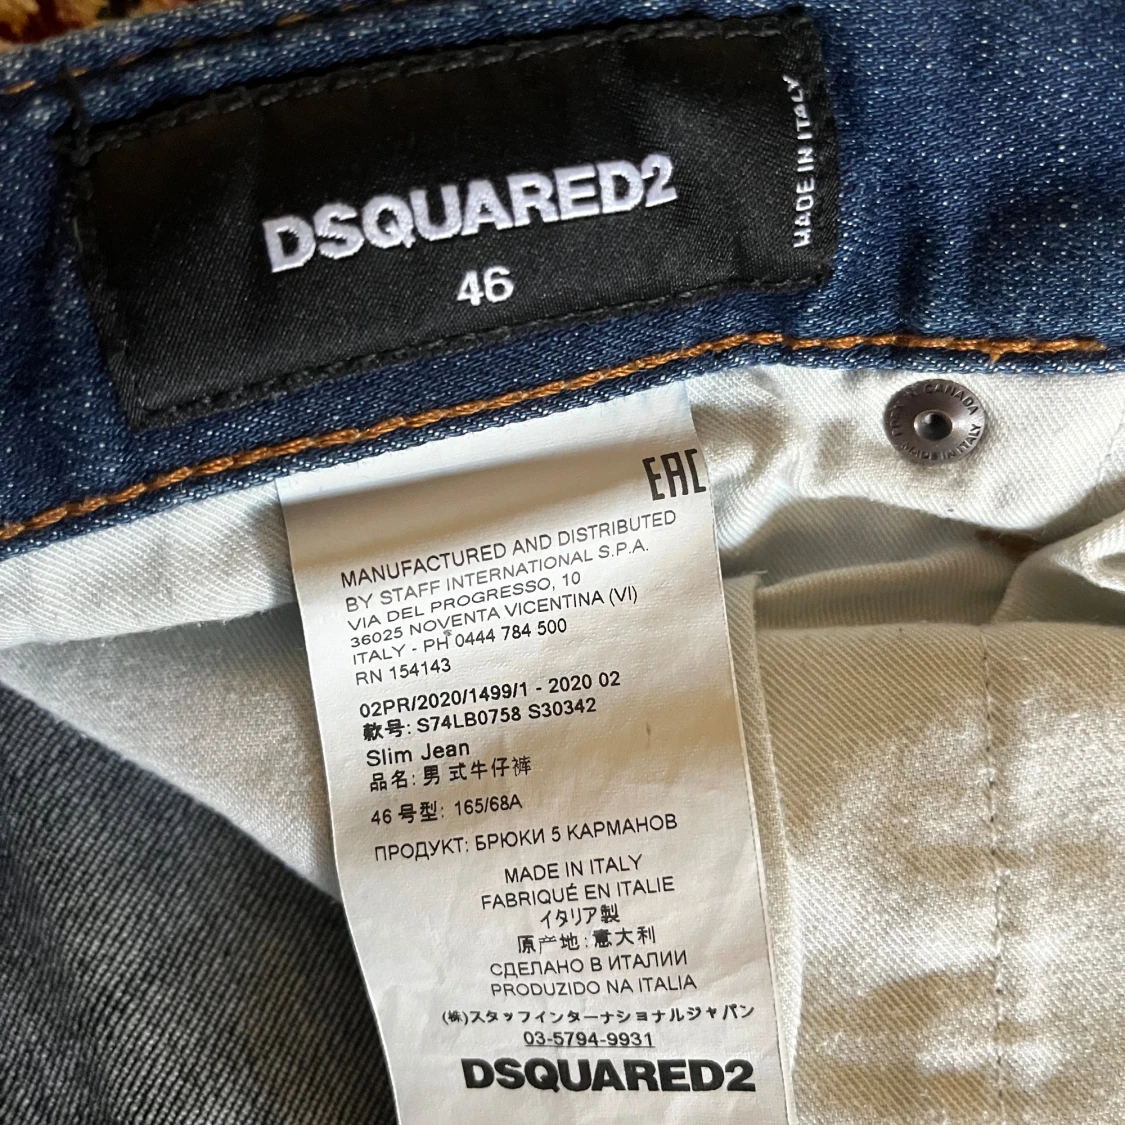 DSQUARED2
46
MADE IN ITALY
CANADA
MADE IN ITALY
EAC
MANUFACTURED AND DISTRIBUTED
BY STAFF INTERNATIONAL S.P.A.
VIA DEL PROGRESSO, 10
36025 NOVENTA VICENTINA (VI)
ITALY - PH 0444 784 500
RN 154143
02PR/2020/1499/1 - 2020 02
款号: S74LB0758 S30342
Slim Jean
品名: 男式牛仔裤
46 号型: 165/68A
ПРОДУКТ: БРЮКИ 5 КАРМАНОВ
MADE IN ITALY
FABRIQUÉ EN ITALIE
イタリア製
原产地: 意大利
СДЕЛАНО В ИТАЛИИ
PRODUZIDO NA ITALIA
(株)スタッフインターナショナルジャパン
03-5794-9931
DSQUARED2